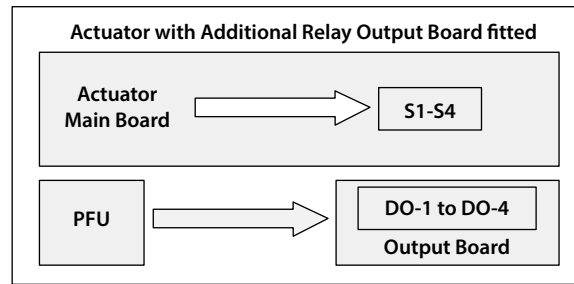 Actuator with Additional Relay Output Board fitted
Actuator
Main Board
S1-S4
PFU
DO-1 to DO-4
Output Board